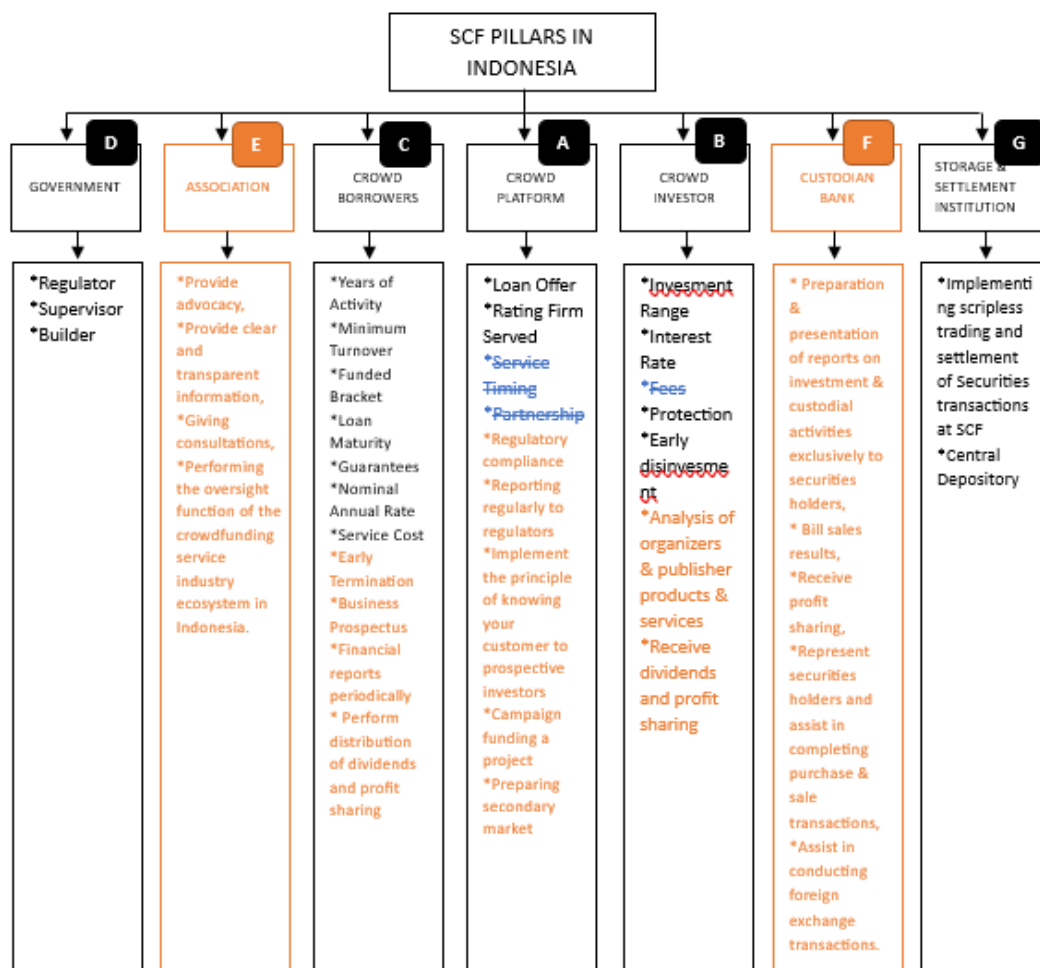 SCF PILLARS IN
INDONESIA
D
GOVERNMENT
*Regulator
*Supervisor
*Builder
E
ASSOCIATION
*Provide
advocacy,
*Provide clear
and
transparent
information,
*Giving
consultations,
*Performing
the oversight
function of the
crowdfunding
service
industry
ecosystem in
Indonesia.
C
CROWD
BORROWERS
*Years of
Activity
*Minimum
Turnover
*Funded
Bracket
*Loan
Maturity
*Guarantees
*Nominal
Annual Rate
*Service Cost
*Early
Termination
*Business
Prospectus
*Financial
reports
periodically
* Perform
distribution
of dividends
and profit
sharing
A
CROWD
PLATFORM
*Loan Offer
*Rating Firm
Served
*Service
Timing
*Partnership
*Regulatory
compliance
*Reporting
regularly to
regulators
*Implement
the principle
of knowing
your
customer to
prospective
investors
*Campaign
funding a
project
*Preparing
secondary
market
B
CROWD
INVESTOR
*Invesment
Range
*Interest
Rate
*Fees
*Protection
*Early
disinvesme
nt
*Analysis of
organizers
& publisher
products &
services
*Receive
dividends
and profit
sharing
F
CUSTODIAN
BANK
* Preparation
&
presentation
of reports on
investment &
custodial
activities
exclusively to
securities
holders,
* Bill sales
results,
*Receive
profit
sharing,
*Represent
securities
holders and
assist in
completing
purchase &
sale
transactions,
*Assist in
conducting
foreign
exchange
transactions.
G
STORAGE &
SETTLEMENT
INSTITUTION
*Implementi
ng scripless
trading and
settlement
of Securities
transactions
at SCF
*Central
Depository